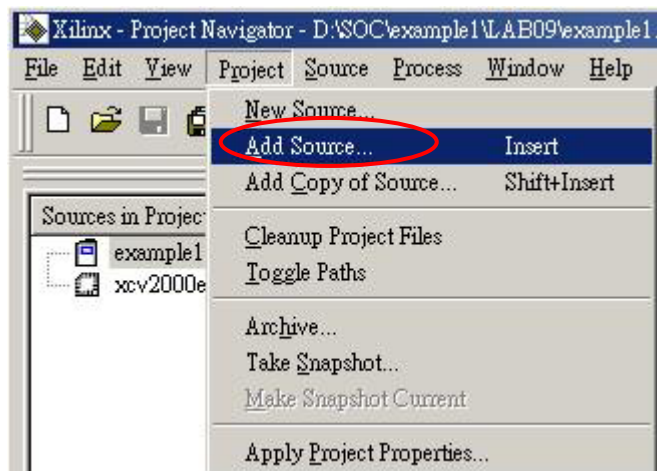 Xilinx - Project Navigator - D:\SOC\example1\LAB09\example1.
File Edit View Project Source Process Window Help
New Source...
Add Source... Insert
Add Copy of Source... Shift+Insert
Sources in Projec
example1
xcv2000e
Cleanup Project Files
Toggle Paths
Archive...
Take Snapshot...
Make Snapshot Current
Apply Project Properties...